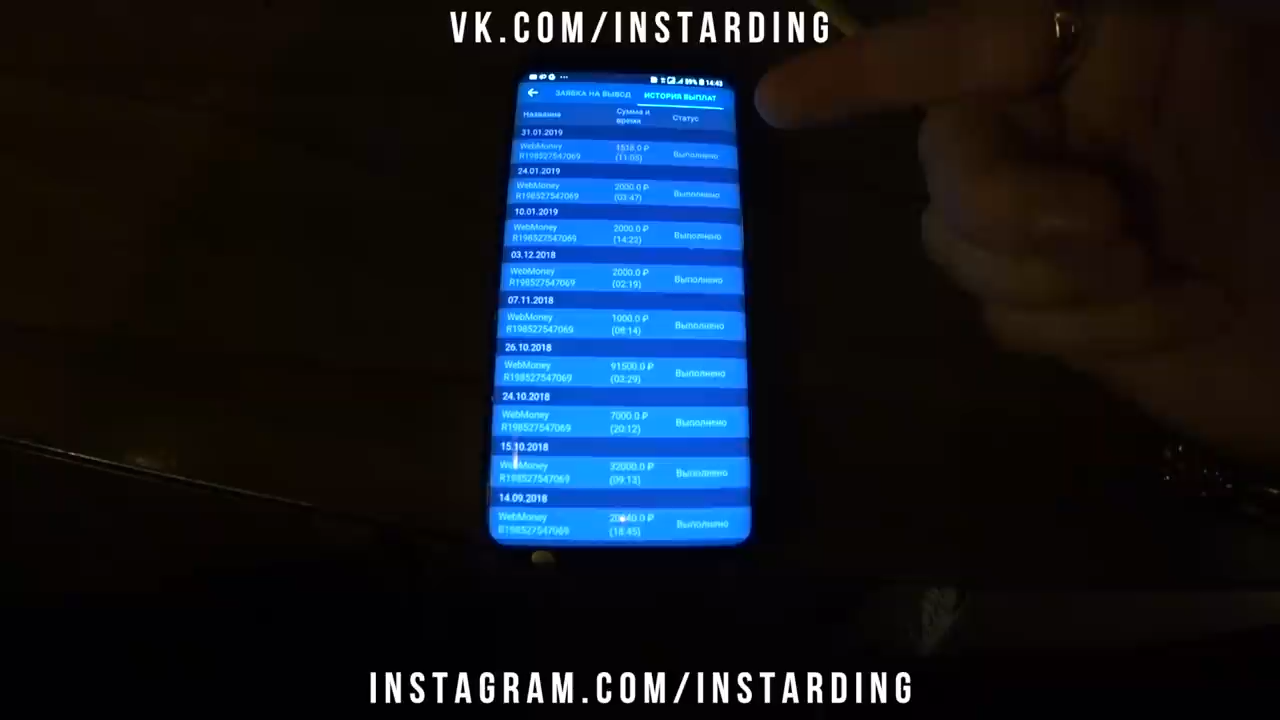 VK.COM/INSTARDING
14:43
ЗАЯВКА НА ВЫВОД ИСТОРИЯ ВЫПЛАТ
Название Сумма и время Статус
31.01.2019
WebMoney 1518.0 ₽ Выполнено
R198527547069 (11:05)
24.01.2019
WebMoney 2000.0 ₽ Выполнено
R198527547069 (03:47)
10.01.2019
WebMoney 2000.0 ₽ Выполнено
R198527547069 (14:22)
03.12.2018
WebMoney 2000.0 ₽ Выполнено
R198527547069 (02:19)
07.11.2018
WebMoney 1000.0 ₽ Выполнено
R198527547069 (08:14)
26.10.2018
WebMoney 91500.0 ₽ Выполнено
R198527547069 (03:29)
24.10.2018
WebMoney 7000.0 ₽ Выполнено
R198527547069 (20:12)
15.10.2018
WebMoney 32000.0 ₽ Выполнено
R198527547069 (09:13)
14.09.2018
WebMoney Выполнено
R198527547069 (18:45)
INSTAGRAM.COM/INSTARDING